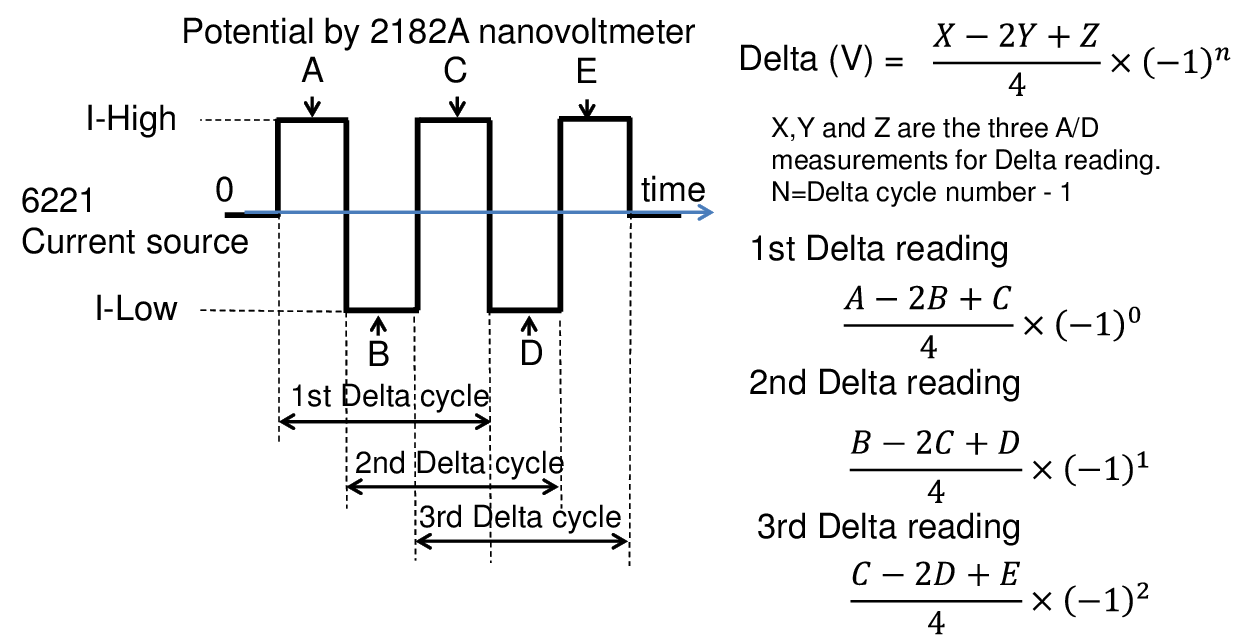 Potential by 2182A nanovoltmeter
A
C
E
I-High
0
time
6221
Current source
I-Low
B
D
1st Delta cycle
2nd Delta cycle
3rd Delta cycle
Delta (V) = (X − 2Y + Z)/4 × (−1)ⁿ
X,Y and Z are the three A/D
measurements for Delta reading.
N=Delta cycle number - 1
1st Delta reading
(A − 2B + C)/4 × (−1)⁰
2nd Delta reading
(B − 2C + D)/4 × (−1)¹
3rd Delta reading
(C − 2D + E)/4 × (−1)²